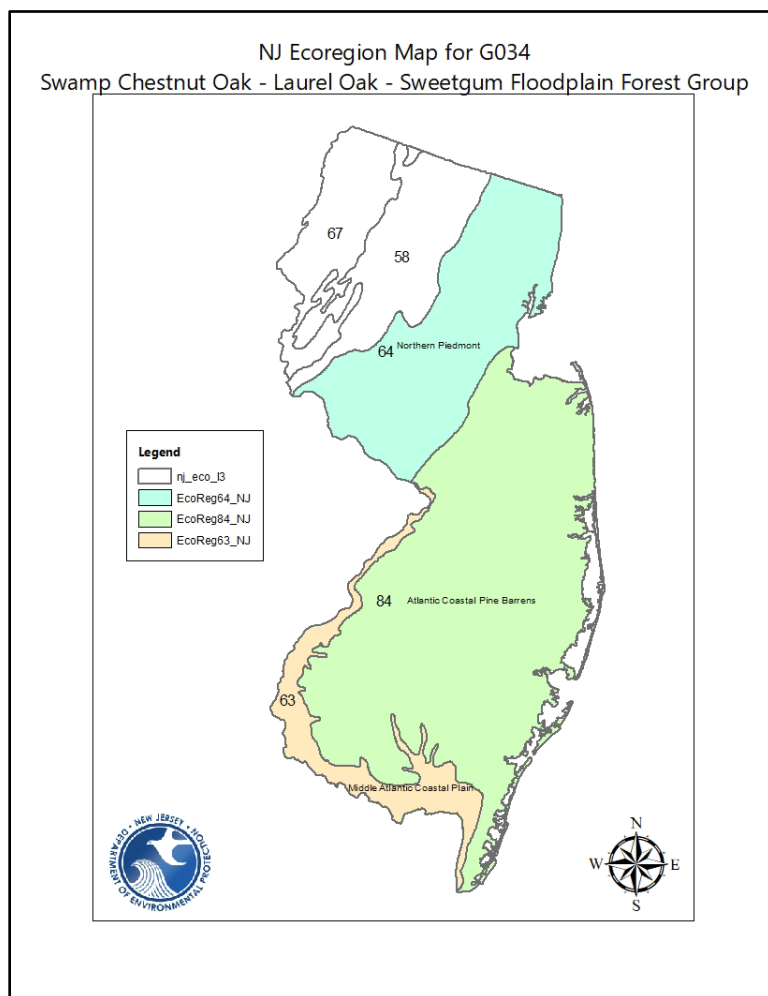 NJ Ecoregion Map for G034
Swamp Chestnut Oak - Laurel Oak - Sweetgum Floodplain Forest Group
67
58
64
Northern Piedmont
Legend
nj_eco_l3
EcoReg64_NJ
EcoReg84_NJ
EcoReg63_NJ
84
Atlantic Coastal Pine Barrens
63
Middle Atlantic Coastal Plain
NEW JERSEY
DEPARTMENT OF ENVIRONMENTAL PROTECTION
N
W
E
S